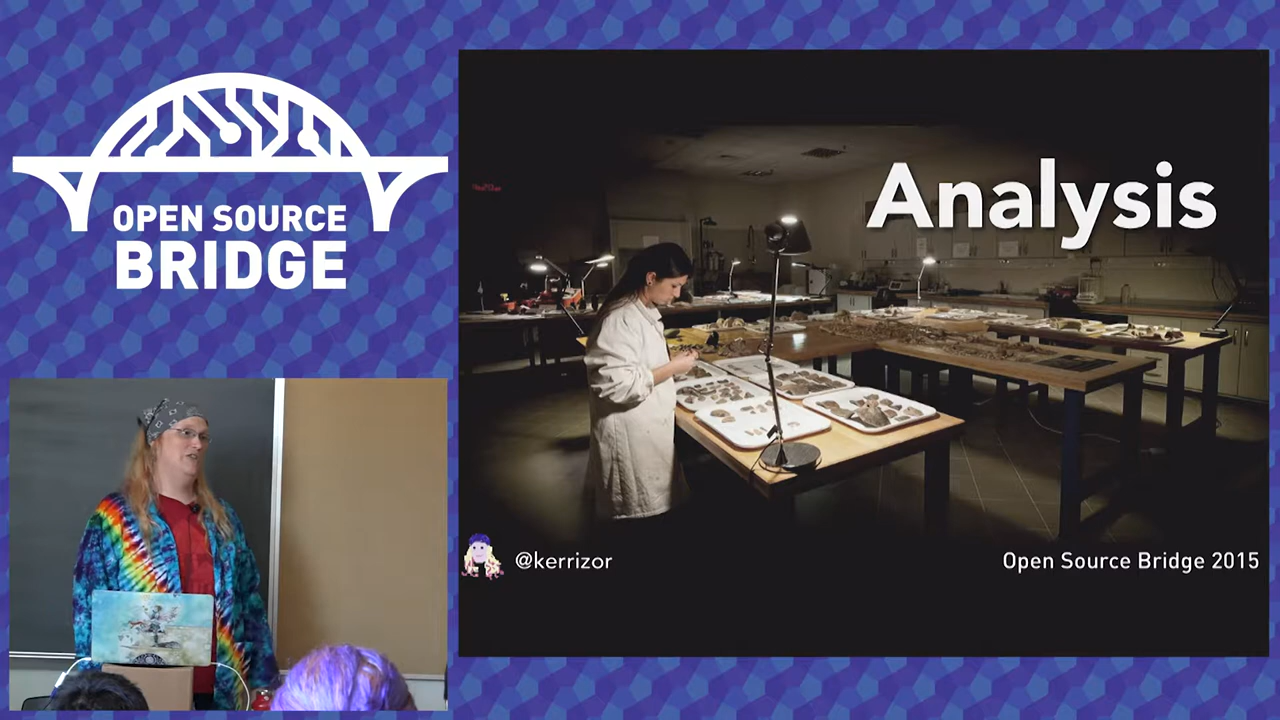 OPEN SOURCE
BRIDGE
Analysis
@kerrizor
Open Source Bridge 2015